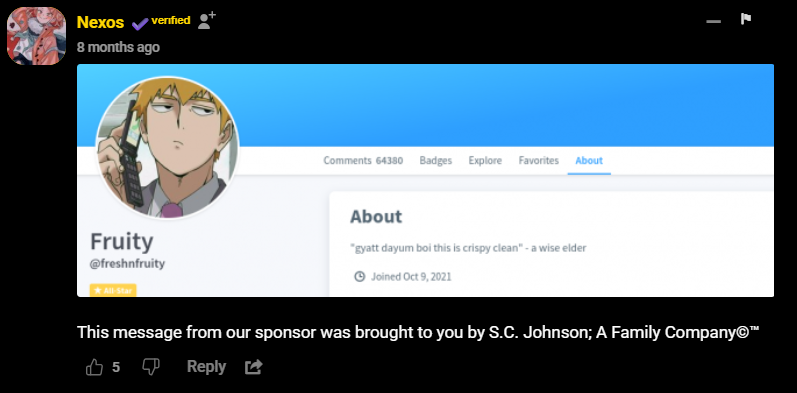 Nexos verified
8 months ago
Comments 64380 Badges Explore Favorites About
About
Fruity
"gyatt dayum boi this is crispy clean" - a wise elder
@freshnfruity
Joined Oct 9, 2021
★ All-Star
This message from our sponsor was brought to you by S.C. Johnson; A Family Company©™
5 Reply